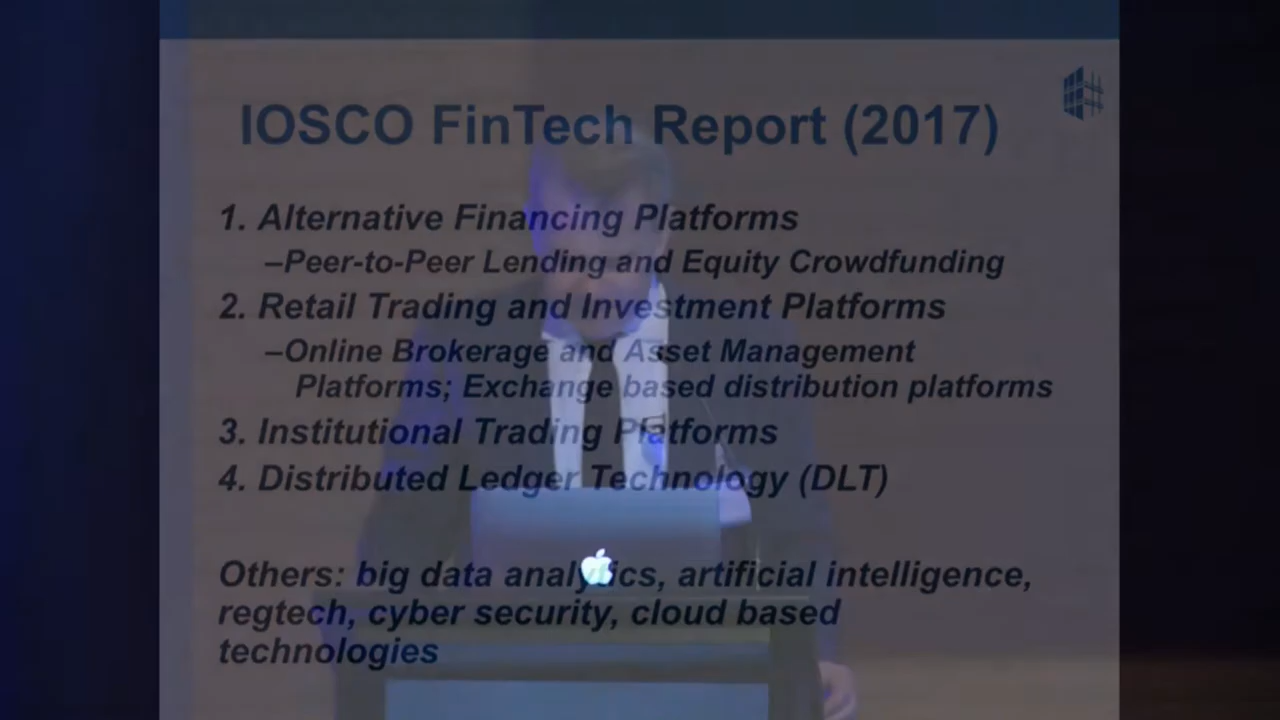 IOSCO FinTech Report (2017)
1. Alternative Financing Platforms
–Peer-to-Peer Lending and Equity Crowdfunding
2. Retail Trading and Investment Platforms
–Online Brokerage and Asset Management
Platforms; Exchange based distribution platforms
3. Institutional Trading Platforms
4. Distributed Ledger Technology (DLT)
Others: big data analytics, artificial intelligence,
regtech, cyber security, cloud based
technologies